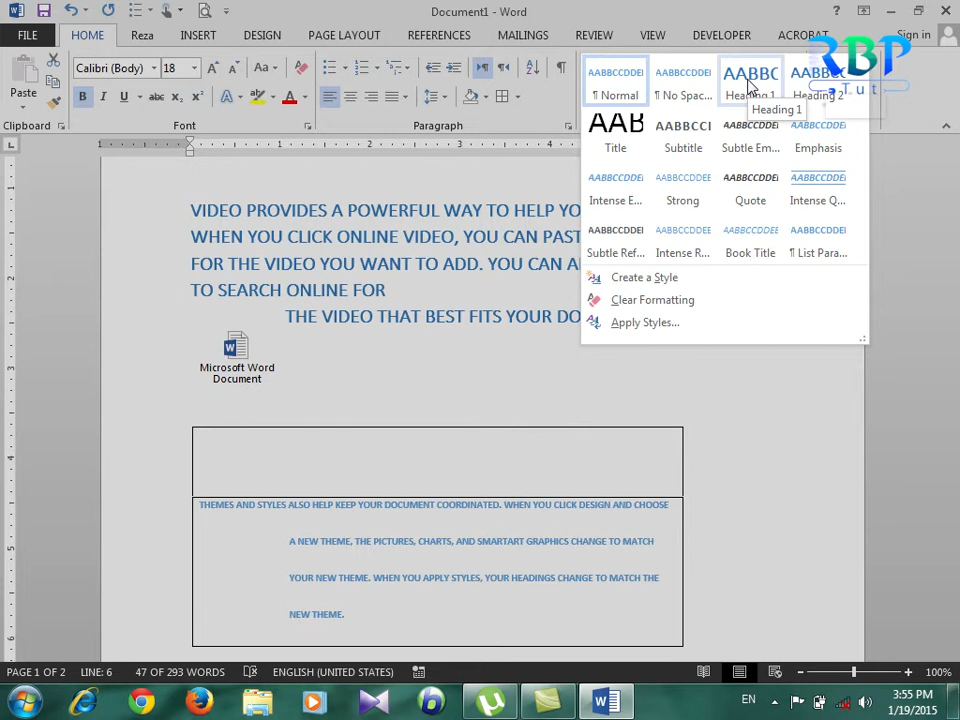 Document1 - Word
Sign in
FILE HOME Reza INSERT DESIGN PAGE LAYOUT REFERENCES MAILINGS REVIEW VIEW DEVELOPER ACROBAT
RBP
Tut
Calibri (Body) 18
Paste
Clipboard Font Paragraph
AABBCCDDEI AABBCCDDEI AABBC
¶ Normal ¶ No Spac... Heading 1 Heading 2
Heading 1
AAB AABBCCI AABBCCDDEI AABBCCDDEI
Title Subtitle Subtle Em... Emphasis
AABBCCDDEI AABBCCDDEE AABBCCDDEI AABBCCDDEI
Intense E... Strong Quote Intense Q...
AABBCCDDEI AABBCCDDEE AABBCCDDEE AABBCCDDEI
Subtle Ref... Intense R... Book Title ¶ List Para...
Create a Style
Clear Formatting
Apply Styles...
VIDEO PROVIDES A POWERFUL WAY TO HELP
WHEN YOU CLICK ONLINE VIDEO, YOU CAN
FOR THE VIDEO YOU WANT TO ADD. YOU CAN
TO SEARCH ONLINE FOR
THE VIDEO THAT BEST FITS YOUR
Microsoft Word
Document
THEMES AND STYLES ALSO HELP KEEP YOUR DOCUMENT COORDINATED. WHEN YOU CLICK DESIGN AND CHOOSE
A NEW THEME, THE PICTURES, CHARTS, AND SMARTART GRAPHICS CHANGE TO MATCH
YOUR NEW THEME. WHEN YOU APPLY STYLES, YOUR HEADINGS CHANGE TO MATCH THE
NEW THEME.
PAGE 1 OF 2 LINE: 6 47 OF 293 WORDS ENGLISH (UNITED STATES) 100%
EN
3:55 PM
1/19/2015